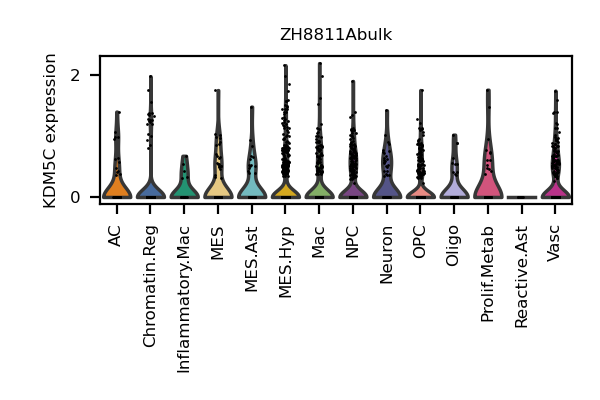 ZH8811Abulk
KDM5C expression
2
0
AC
Chromatin.Reg
Inflammatory.Mac
MES
MES.Ast
MES.Hyp
Mac
NPC
Neuron
OPC
Oligo
Prolif.Metab
Reactive.Ast
Vasc